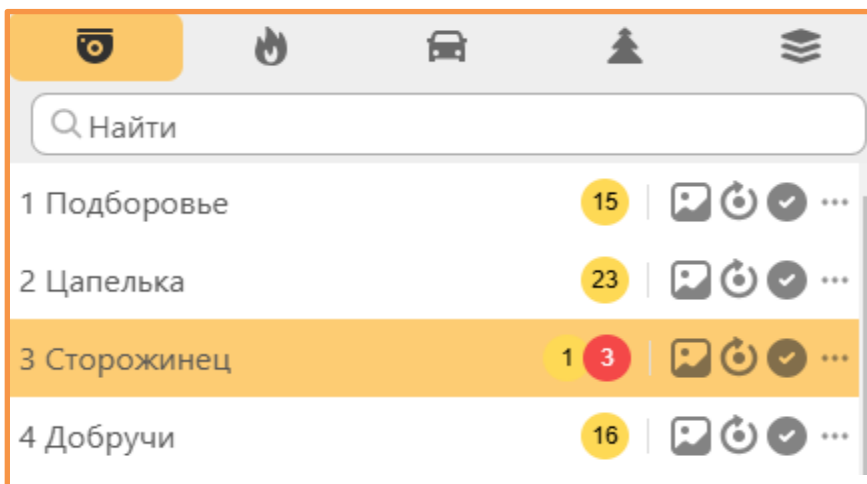 Найти
1 Подборовье 15
2 Цапелька 23
3 Сторожинец 1 3
4 Добручи 16